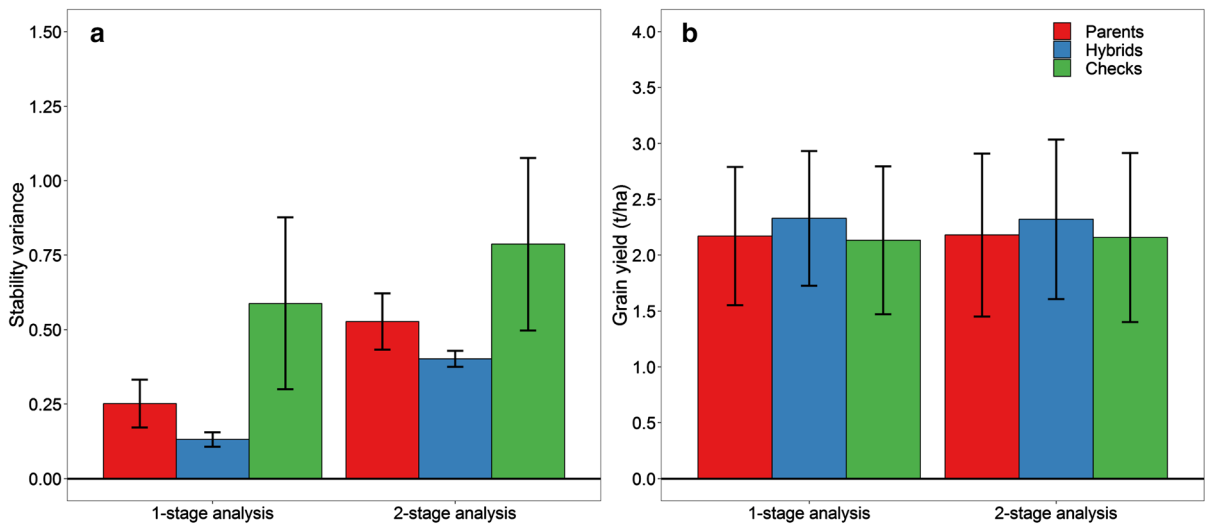 a
1.50
1.25
1.00
0.75
0.50
0.25
0.00
Stability variance
1-stage analysis
2-stage analysis
b
Parents
Hybrids
Checks
4.0
3.5
3.0
2.5
2.0
1.5
1.0
0.5
0.0
Grain yield (t/ha)
1-stage analysis
2-stage analysis